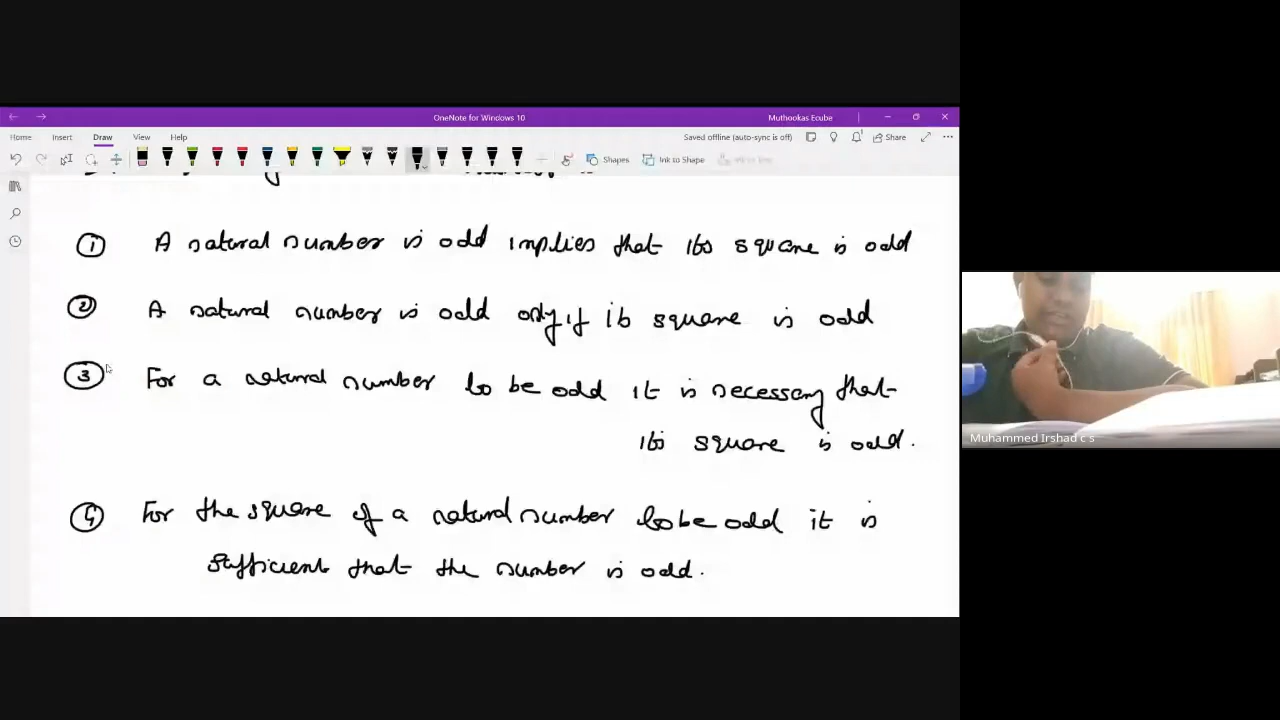 OneNote for Windows 10
Muthookas Ecube
Home Insert Draw View Help
Saved offline (auto-sync is off)
Share
Shapes
Ink to Shape
Ink to Math
① A natural number is odd implies that its square is odd
② A natural number is odd only if its square is odd
③ For a natural number to be odd it is necessary that
its square is odd.
④ For the square of a natural number to be odd it is
sufficient that the number is odd.
Muhammed Irshad c s